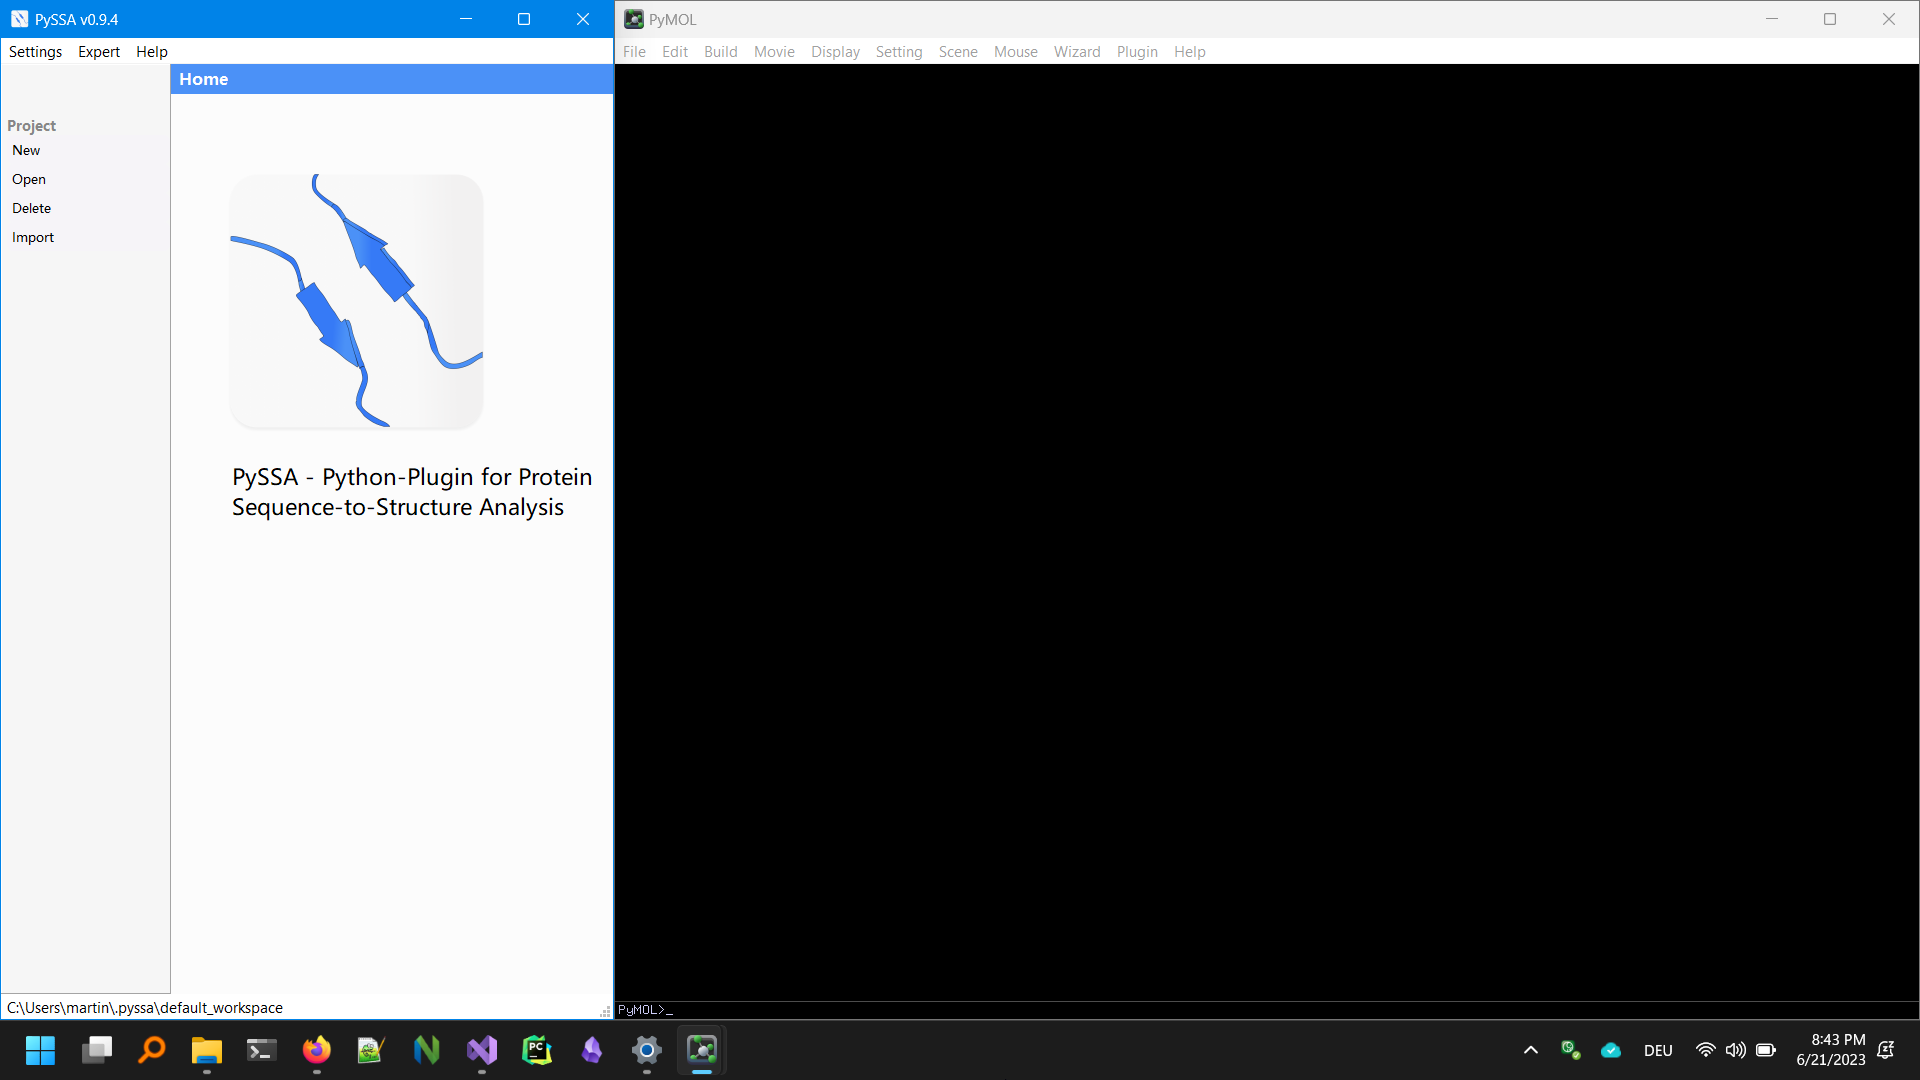 PySSA v0.9.4
Settings Expert Help
Home
Project
New
Open
Delete
Import
PySSA - Python-Plugin for Protein
Sequence-to-Structure Analysis
C:\Users\martin\.pyssa\default_workspace
PyMOL
File Edit Build Movie Display Setting Scene Mouse Wizard Plugin Help
PyMOL>_
PC
DEU
8:43 PM
6/21/2023